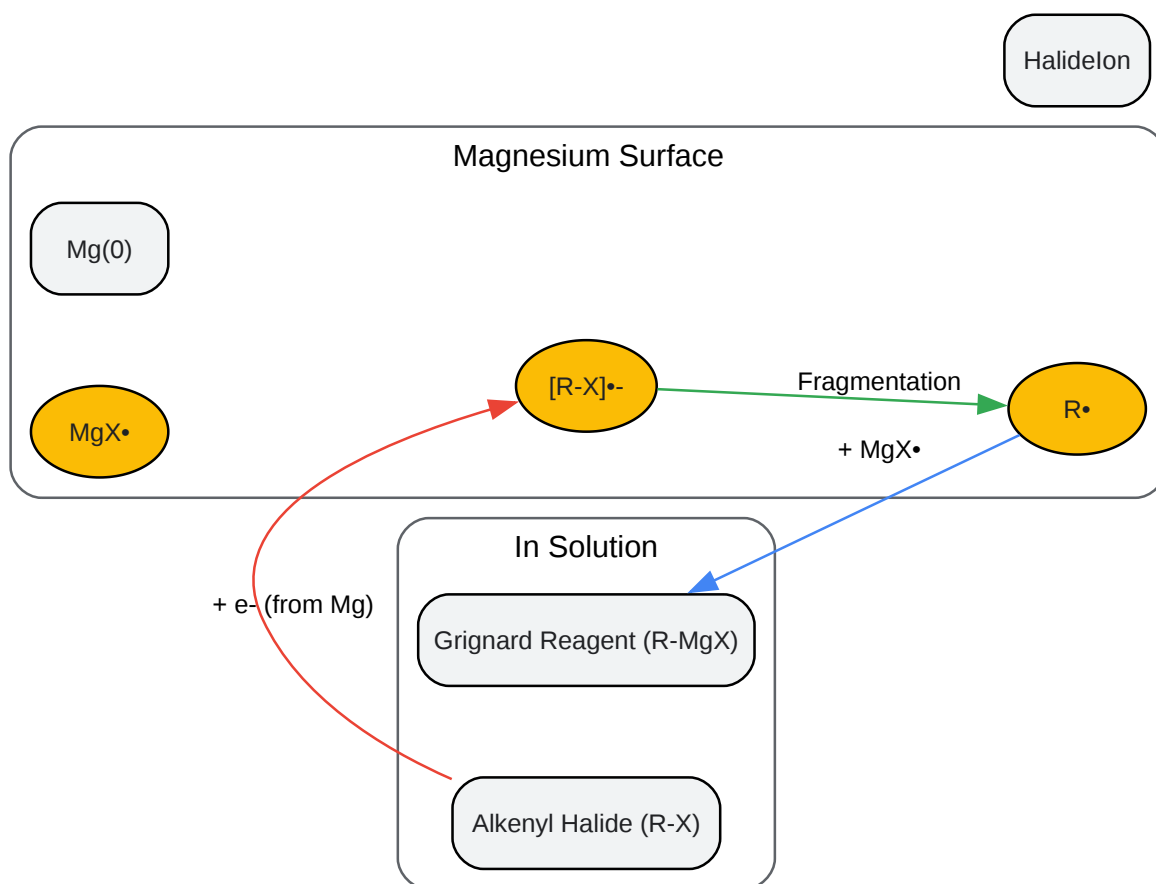 HalideIon
Magnesium Surface
Mg(0)
MgX•
[R-X]•-
Fragmentation
R•
+ MgX•
In Solution
+ e- (from Mg)
Grignard Reagent (R-MgX)
Alkenyl Halide (R-X)